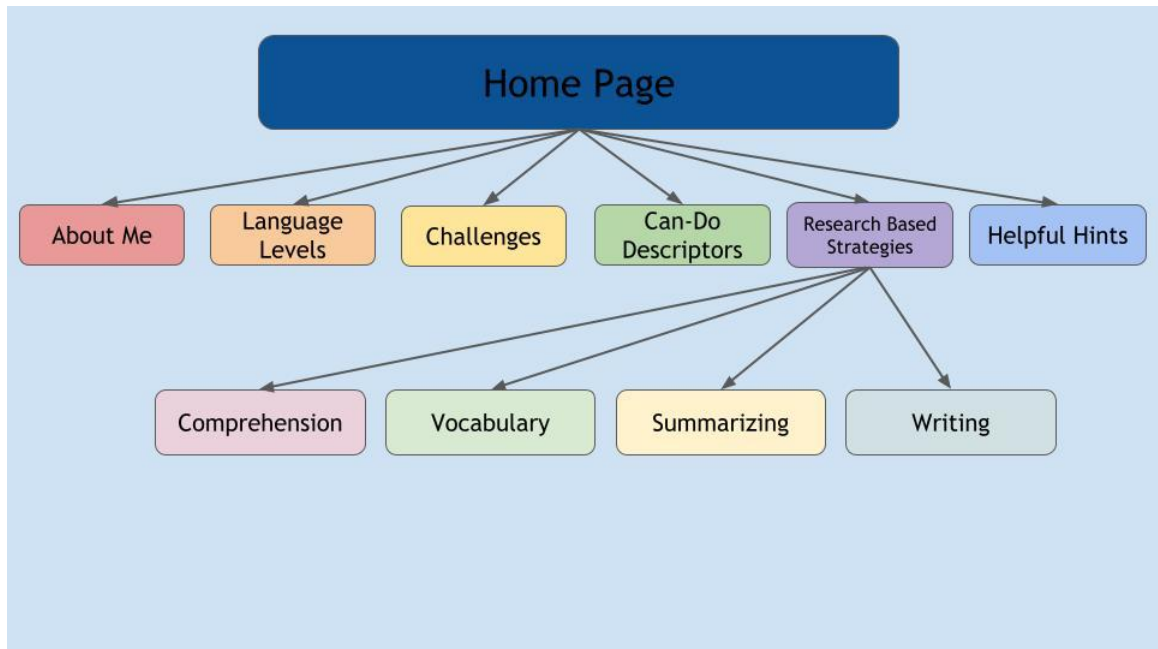 Home Page
About Me
Language
Levels
Challenges
Can-Do
Descriptors
Research Based
Strategies
Helpful Hints
Comprehension
Vocabulary
Summarizing
Writing